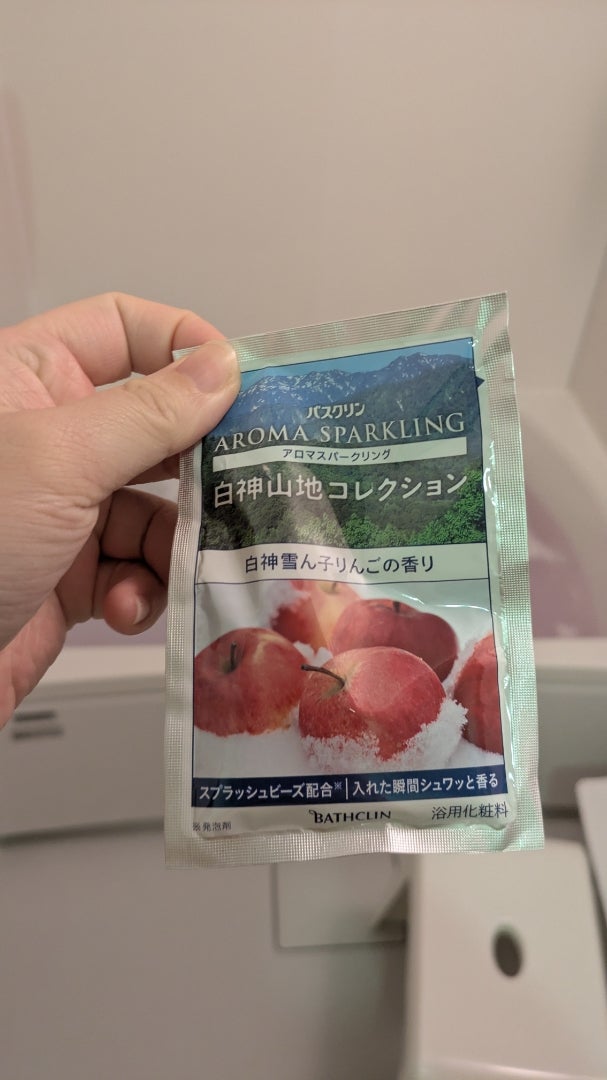 バスクリン
AROMA SPARKLING
アロマスパークリング
白神山地コレクション
白神雪ん子りんごの香り
スプラッシュビーズ配合※|入れた瞬間シュワッと香る
※発泡剤
BATHCLIN
浴用化粧料